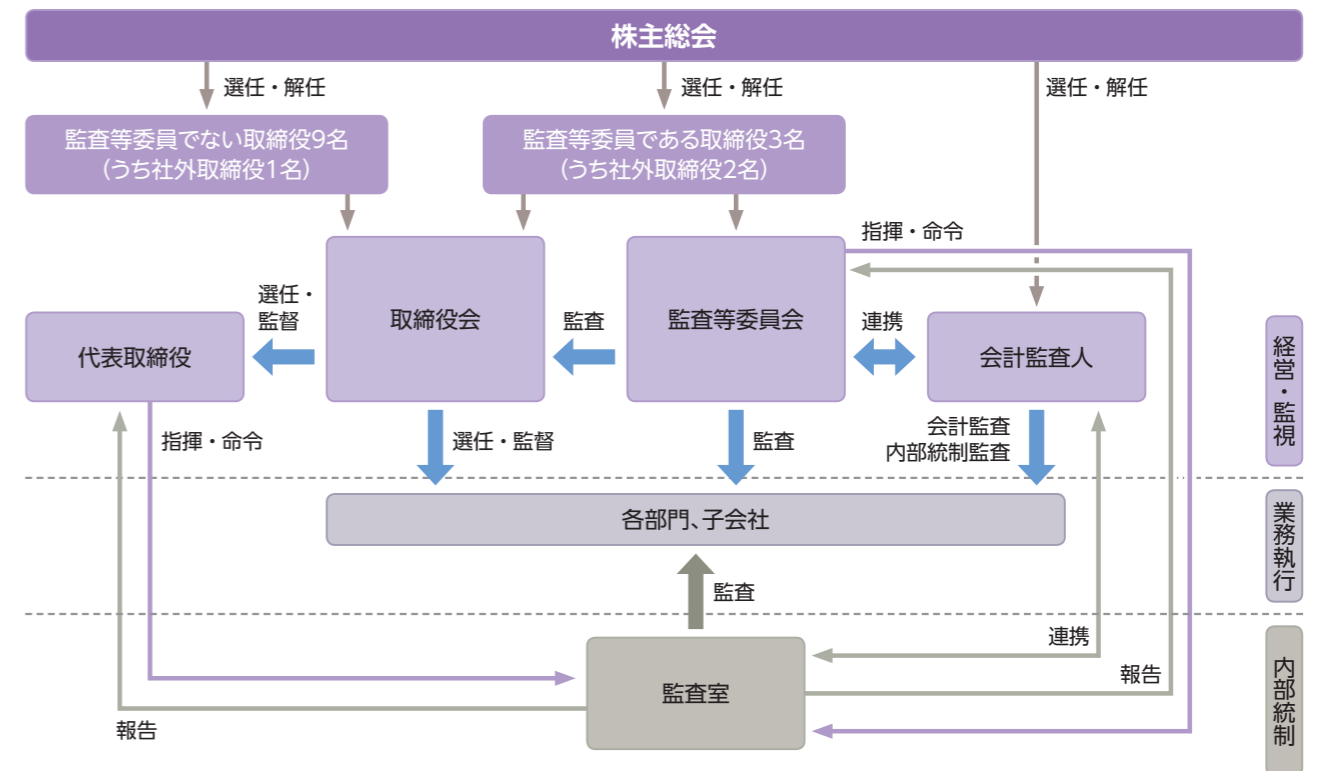 株主総会
選任・解任
選任・解任
選任・解任
監査等委員でない取締役9名
(うち社外取締役1名)
監査等委員である取締役3名
(うち社外取締役2名)
指揮・命令
選任・
監督
取締役会
監査
監査等委員会
連携
代表取締役
会計監査人
経営・監視
指揮・命令
選任・監督
監査
会計監査
内部統制監査
各部門、子会社
業務執行
監査
連携
監査室
報告
報告
内部統制